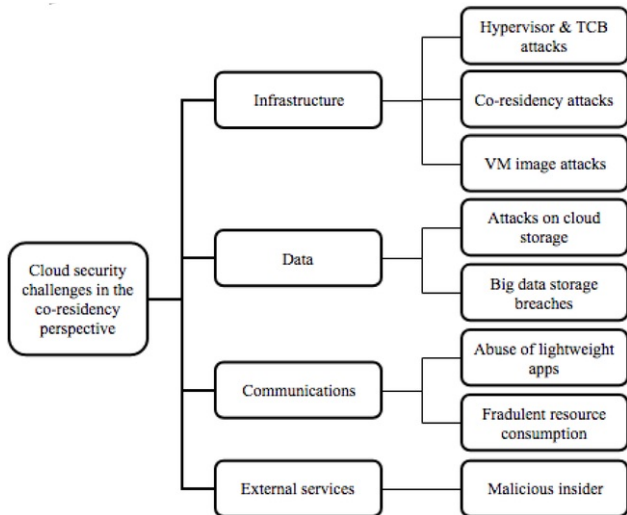 Hypervisor & TCB
attacks
Infrastructure
Co-residency attacks
VM image attacks
Attacks on cloud
storage
Data
Big data storage
breaches
Cloud security
challenges in the
co-residency
perspective
Abuse of lightweight
apps
Communications
Fradulent resource
consumption
External services
Malicious insider